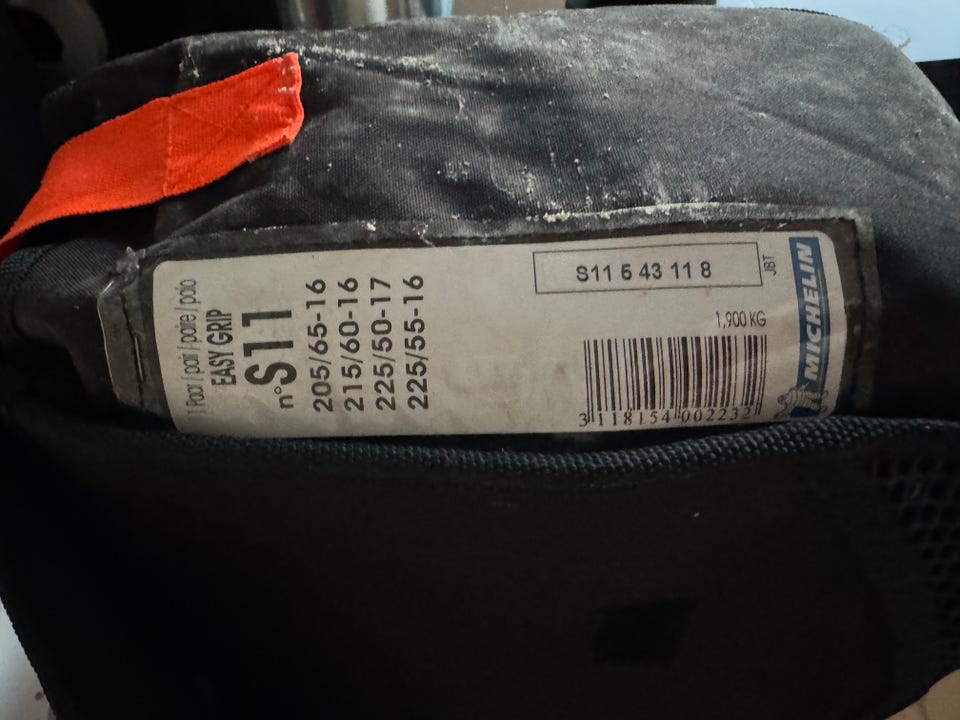 1 Paar / pair / paire / paio
EASY GRIP
n° S11
205/65-16
215/60-16
225/50-17
225/55-16
S11 5 43 11 8
JBT
1,900 KG
3 118154 002232
MICHELIN